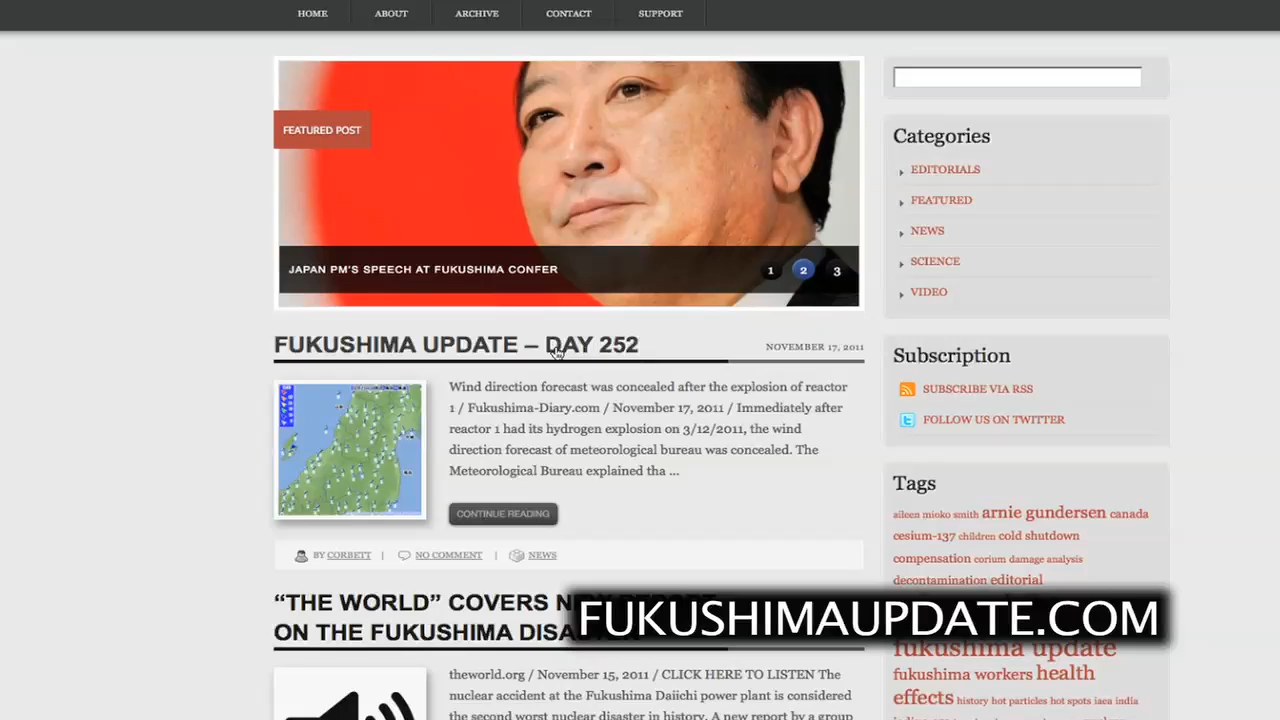 HOME ABOUT ARCHIVE CONTACT SUPPORT
FEATURED POST
JAPAN PM'S SPEECH AT FUKUSHIMA CONFER
1 2 3
FUKUSHIMA UPDATE – DAY 252
NOVEMBER 17, 2011
Wind direction forecast was concealed after the explosion of reactor
1 / Fukushima-Diary.com / November 17, 2011 / Immediately after
reactor 1 had its hydrogen explosion on 3/12/2011, the wind
direction forecast of meteorological bureau was concealed. The
Meteorological Bureau explained tha ...
CONTINUE READING
BY CORBETT | NO COMMENT | NEWS
“THE WORLD” COVERS
ON THE FUKUSHIMA
theworld.org / November 15, 2011 / CLICK HERE TO LISTEN The
nuclear accident at the Fukushima Daiichi power plant is considered
the second worst nuclear disaster in history. A new report by a group
Categories
EDITORIALS
FEATURED
NEWS
SCIENCE
VIDEO
Subscription
SUBSCRIBE VIA RSS
FOLLOW US ON TWITTER
Tags
aileen mioko smith arnie gundersen canada
cesium-137 children cold shutdown
compensation corium damage analysis
decontamination editorial
FUKUSHIMAUPDATE.COM
fukushima update
fukushima workers health
effects history hot particles hot spots iaea india